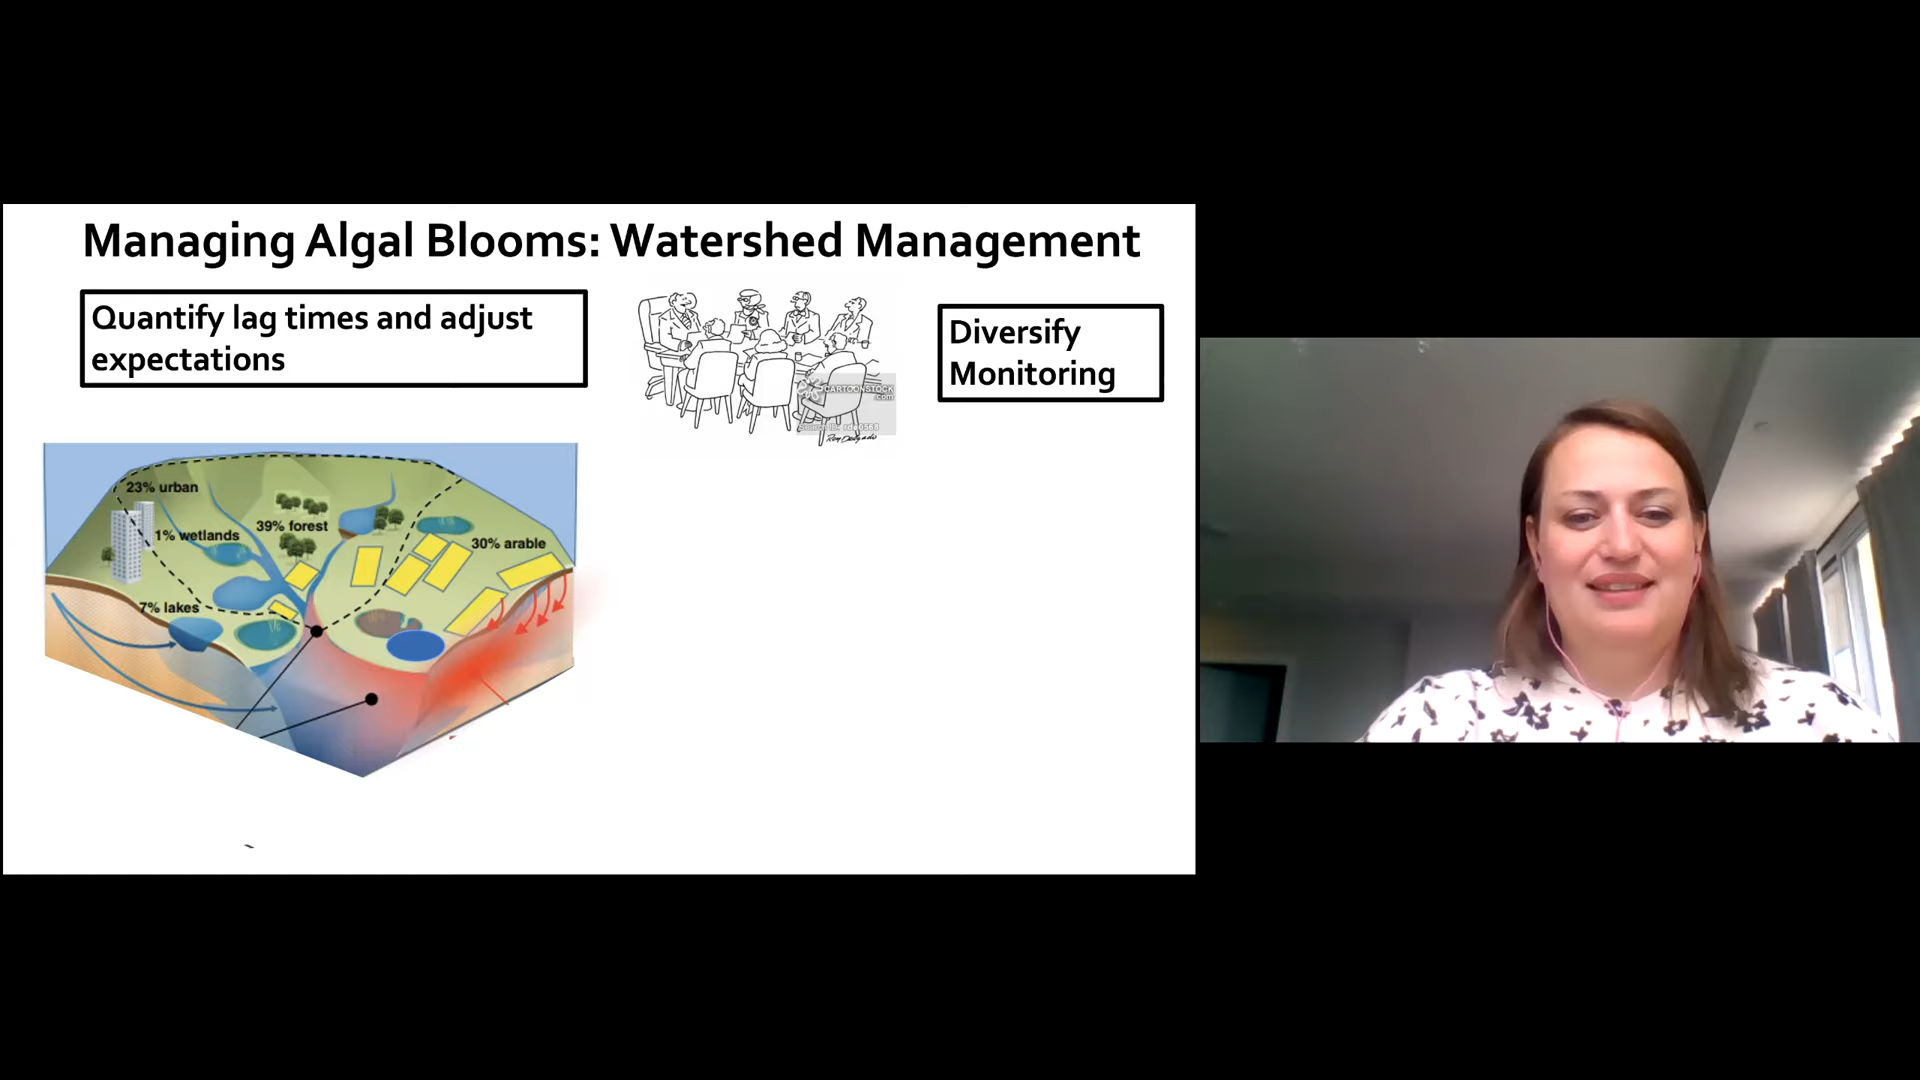 Managing Algal Blooms: Watershed Management
Quantify lag times and adjust
expectations
Diversify
Monitoring
CARTOONSTOCK
.com
23% urban
39% forest
1% wetlands
30% arable
7% lakes